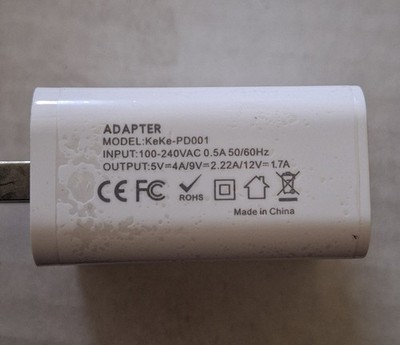 ADAPTER
MODEL:KeKe-PD001
INPUT:100-240VAC 0.5A 50/60Hz
OUTPUT:5V=4A/9V=2.22A/12V=1.7A
CE FC ROHS
Made in China